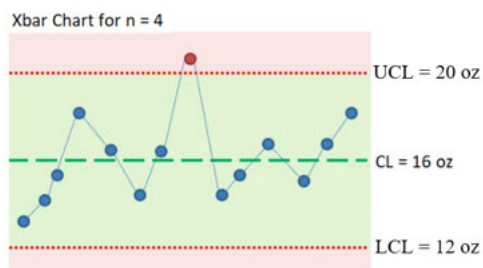 Xbar Chart for n = 4
UCL = 20 oz
CL = 16 oz
LCL = 12 oz